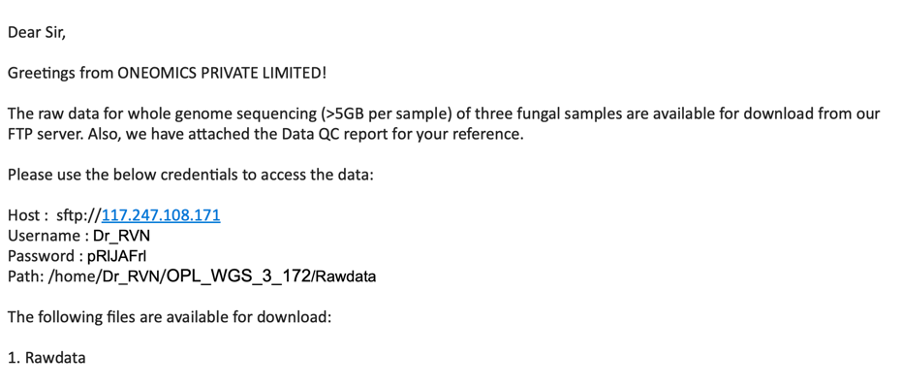 Dear Sir,
Greetings from ONEOMICS PRIVATE LIMITED!
The raw data for whole genome sequencing (>5GB per sample) of three fungal samples are available for download from our
FTP server. Also, we have attached the Data QC report for your reference.
Please use the below credentials to access the data:
Host : sftp://117.247.108.171
Username : Dr_RVN
Password : pRIJAFrI
Path: /home/Dr_RVN/OPL_WGS_3_172/Rawdata
The following files are available for download:
1. Rawdata